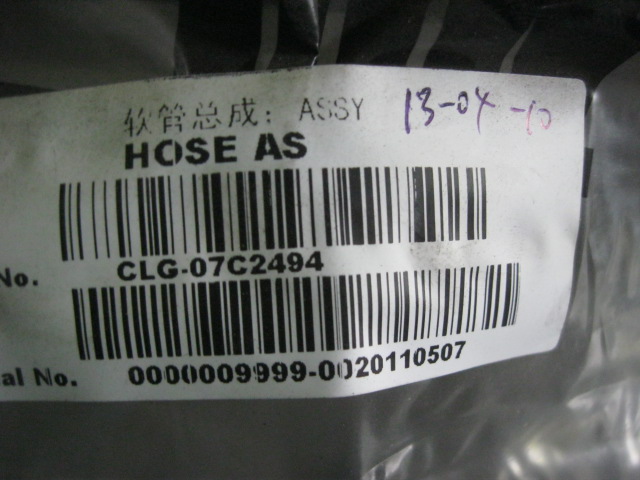 软管总成: ASSY 13-04-10
HOSE AS
No. CLG-07C2494
al No. 0000009999-0020110507